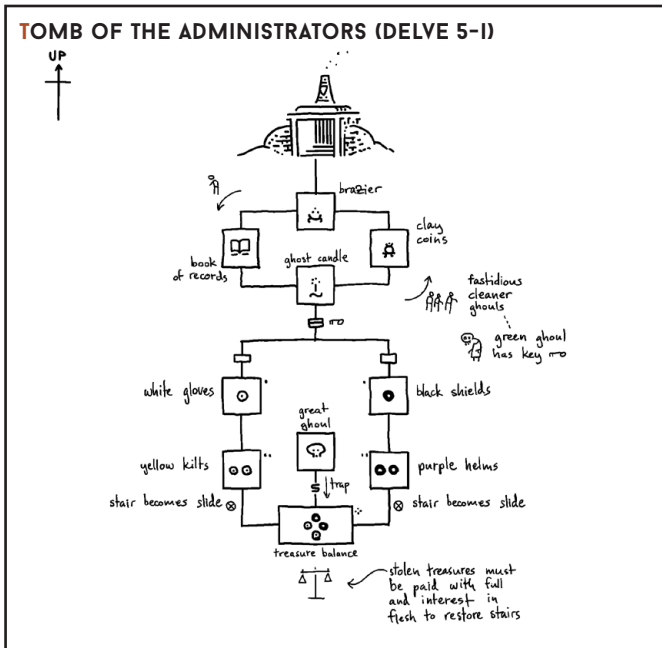 TOMB OF THE ADMINISTRATORS (DELVE 5-1)
UP
brazier
clay
coins
book
of records
ghost candle
fastidious
cleaner
ghouls
green ghoul
has key
white gloves
black shields
great
ghoul
yellow kilts
purple helms
trap
stair becomes slide
stair becomes slide
treasure balance
stolen treasures must
be paid with full
and interest in
flesh to restore stairs